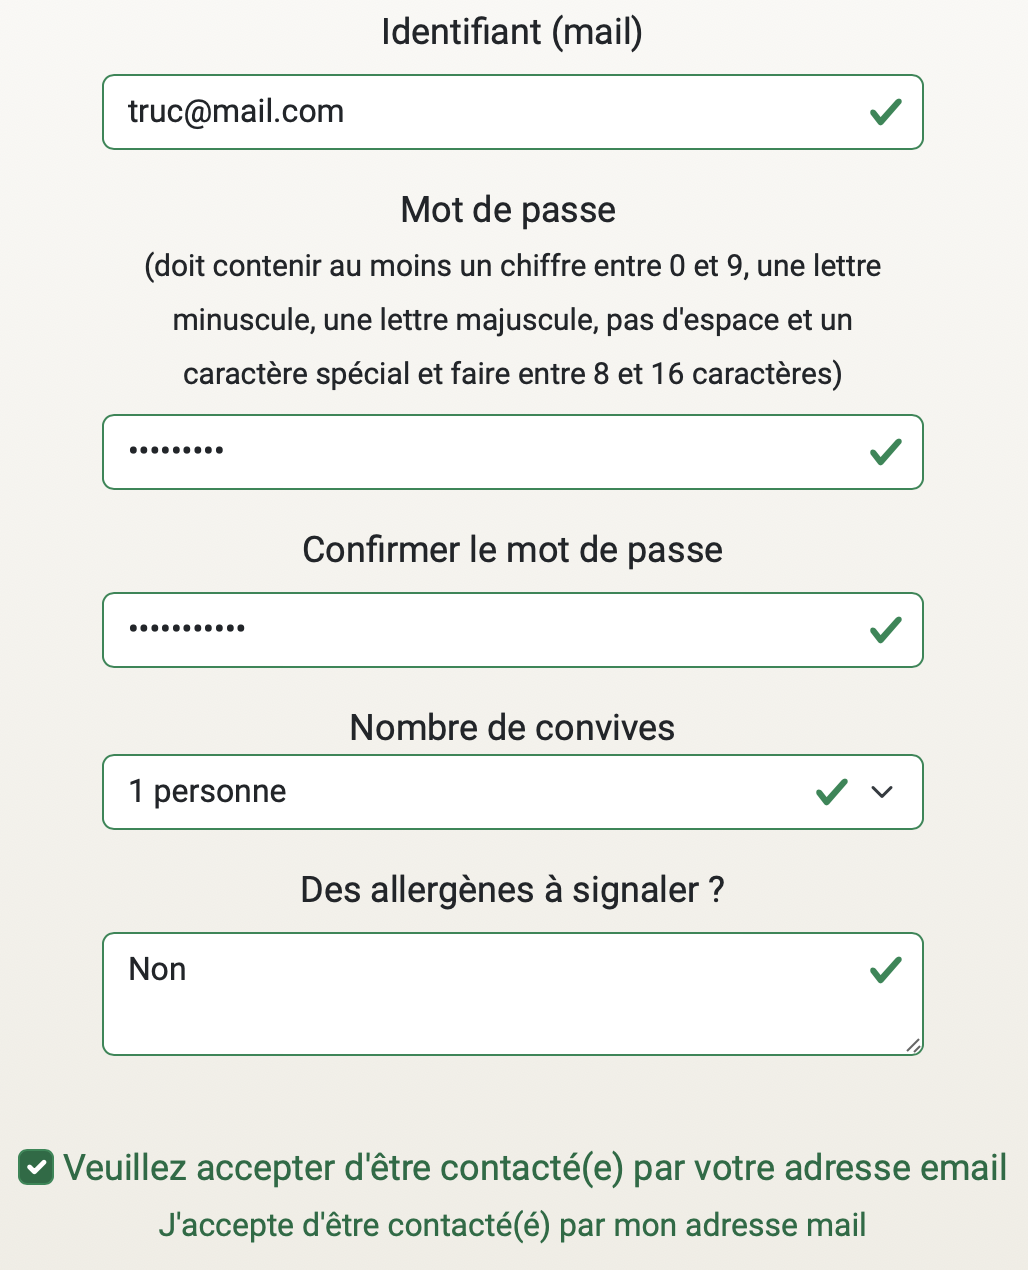 Identifiant (mail)
truc@mail.com
Mot de passe
(doit contenir au moins un chiffre entre 0 et 9, une lettre
minuscule, une lettre majuscule, pas d'espace et un
caractère spécial et faire entre 8 et 16 caractères)
•••••••••
Confirmer le mot de passe
•••••••••••
Nombre de convives
1 personne
Des allergènes à signaler ?
Non
Veuillez accepter d'être contacté(e) par votre adresse email
J'accepte d'être contacté(é) par mon adresse mail